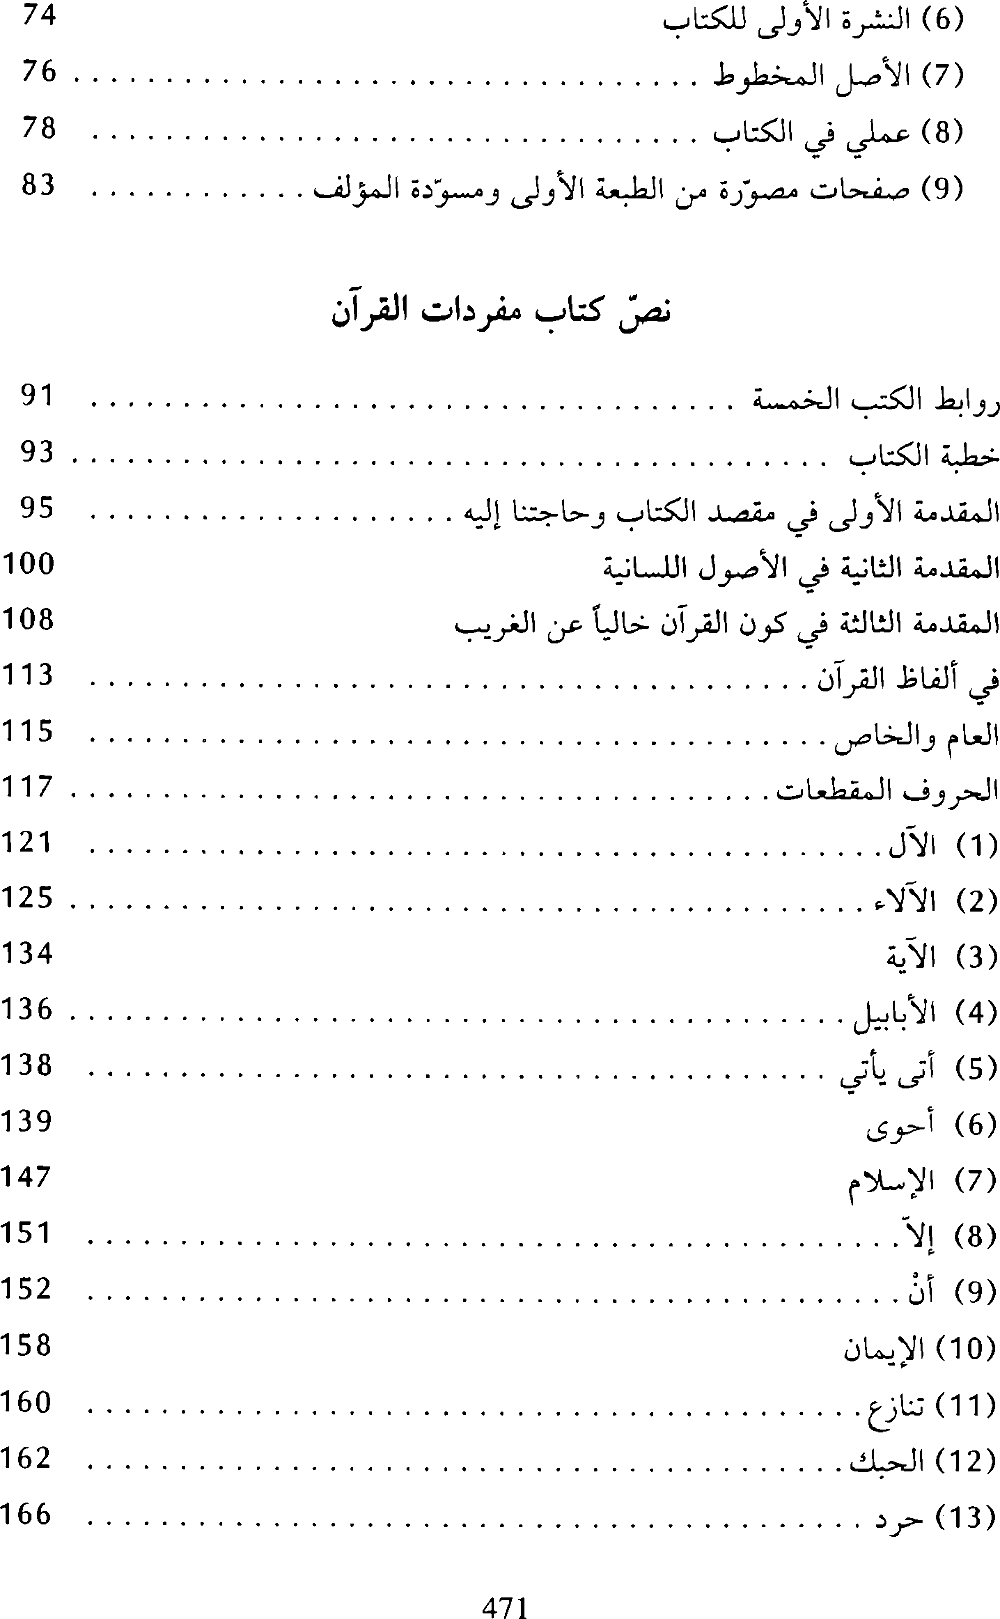 (6) النشرة الأولى للكتاب 74
(7) الأصل المخطوط ................................... 76
(8) عملي في الكتاب ................................. 78
(9) صفحات مصوّرة من الطبعة الأولى ومسوّدة المؤلف ............ 83
نصّ كتاب مفردات القرآن
روابط الكتب الخمسة ................................... 91
خطبة الكتاب ......................................... 93
المقدمة الأولى في مقصد الكتاب وحاجتنا إليه .................... 95
المقدمة الثانية في الأصول اللسانية 100
المقدمة الثالثة في كون القرآن خالياً عن الغريب 108
في ألفاظ القرآن ....................................... 113
العام والخاص ........................................ 115
الحروف المقطعات ...................................... 117
(1) الآل ........................................... 121
(2) الآلاء ........................................... 125
(3) الآية 134
(4) الأبابيل .......................................... 136
(5) أتى يأتي ........................................ 138
(6) أحوى 139
(7) الإسلام 147
(8) إلاّ ............................................ 151
(9) أنْ ............................................ 152
(10) الإيمان 158
(11) تنازع .......................................... 160
(12) الحبك ......................................... 162
(13) حرد .......................................... 166
471